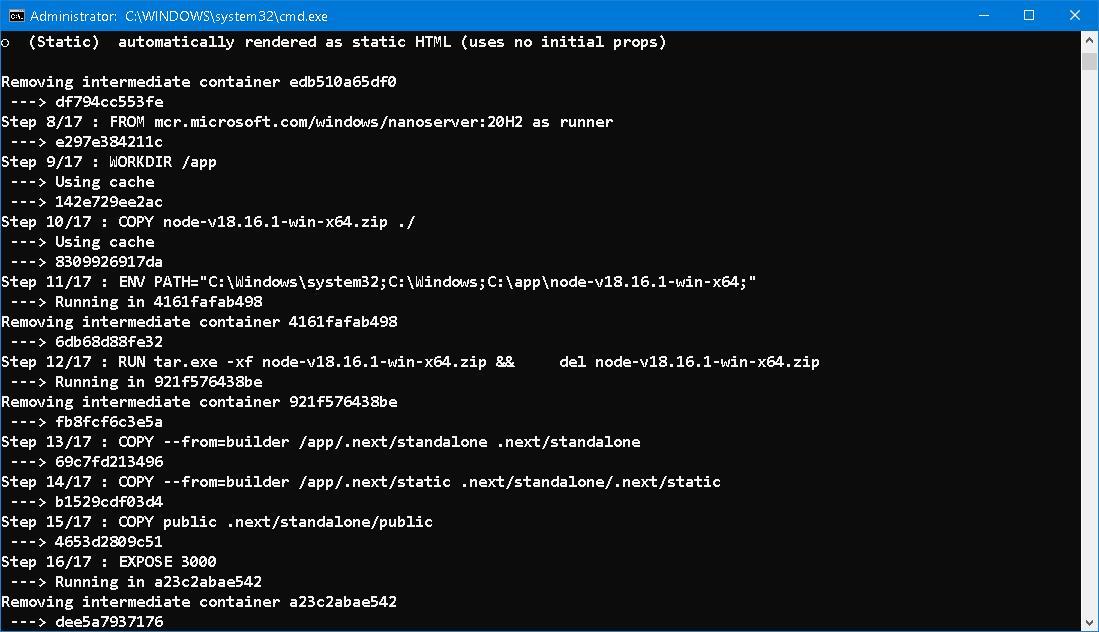 Administrator: C:\WINDOWS\system32\cmd.exe
○  (Static)  automatically rendered as static HTML (uses no initial props)
Removing intermediate container edb510a65df0
 ---> df794cc553fe
Step 8/17 : FROM mcr.microsoft.com/windows/nanoserver:20H2 as runner
 ---> e297e384211c
Step 9/17 : WORKDIR /app
 ---> Using cache
 ---> 142e729ee2ac
Step 10/17 : COPY node-v18.16.1-win-x64.zip ./
 ---> Using cache
 ---> 8309926917da
Step 11/17 : ENV PATH="C:\Windows\system32;C:\Windows;C:\app\node-v18.16.1-win-x64;"
 ---> Running in 4161fafab498
Removing intermediate container 4161fafab498
 ---> 6db68d88fe32
Step 12/17 : RUN tar.exe -xf node-v18.16.1-win-x64.zip &&     del node-v18.16.1-win-x64.zip
 ---> Running in 921f576438be
Removing intermediate container 921f576438be
 ---> fb8fcf6c3e5a
Step 13/17 : COPY --from=builder /app/.next/standalone .next/standalone
 ---> 69c7fd213496
Step 14/17 : COPY --from=builder /app/.next/static .next/standalone/.next/static
 ---> b1529cdf03d4
Step 15/17 : COPY public .next/standalone/public
 ---> 4653d2809c51
Step 16/17 : EXPOSE 3000
 ---> Running in a23c2abae542
Removing intermediate container a23c2abae542
 ---> dee5a7937176